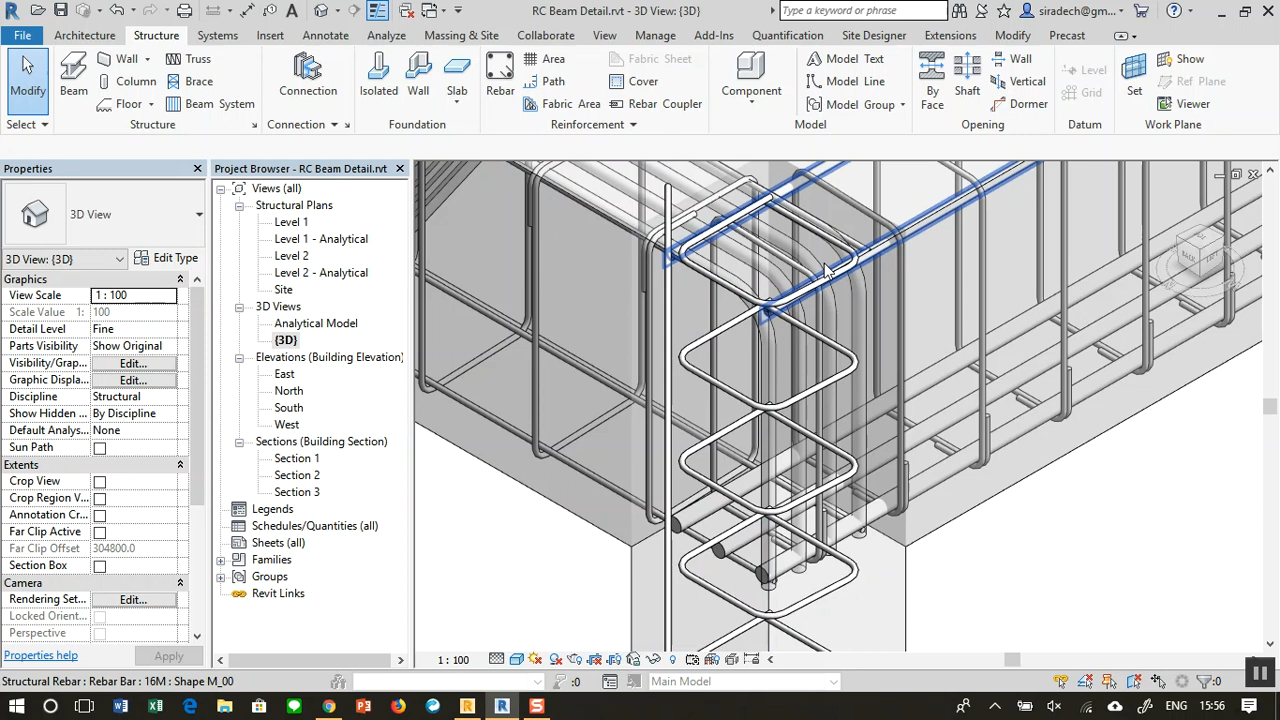 RC Beam Detail.rvt - 3D View: {3D}
Type a keyword or phrase
siradech@gm...
File Architecture Structure Systems Insert Annotate Analyze Massing & Site Collaborate View Manage Add-Ins Quantification Site Designer Extensions Modify Precast
Modify
Select
Beam
Wall
Column
Floor
Truss
Brace
Beam System
Structure
Connection
Connection
Isolated
Wall
Slab
Foundation
Rebar
Area
Path
Fabric Area
Fabric Sheet
Cover
Rebar Coupler
Reinforcement
Component
Model Text
Model Line
Model Group
Model
By Face
Shaft
Wall
Vertical
Dormer
Opening
Level
Grid
Datum
Set
Show
Ref Plane
Viewer
Work Plane
Properties
3D View
3D View: {3D}
Edit Type
Graphics
View Scale 1 : 100
Scale Value 1: 100
Detail Level Fine
Parts Visibility Show Original
Visibility/Grap... Edit...
Graphic Displa... Edit...
Discipline Structural
Show Hidden ... By Discipline
Default Analys... None
Sun Path
Extents
Crop View
Crop Region V...
Annotation Cr...
Far Clip Active
Far Clip Offset 304800.0
Section Box
Camera
Rendering Set... Edit...
Locked Orient...
Perspective
Properties help
Apply
Project Browser - RC Beam Detail.rvt
Views (all)
Structural Plans
Level 1
Level 1 - Analytical
Level 2
Level 2 - Analytical
Site
3D Views
Analytical Model
{3D}
Elevations (Building Elevation)
East
North
South
West
Sections (Building Section)
Section 1
Section 2
Section 3
Legends
Schedules/Quantities (all)
Sheets (all)
Families
Groups
Revit Links
1 : 100
Structural Rebar : Rebar Bar : 16M : Shape M_00
:0
Main Model
:0
ENG 15:56